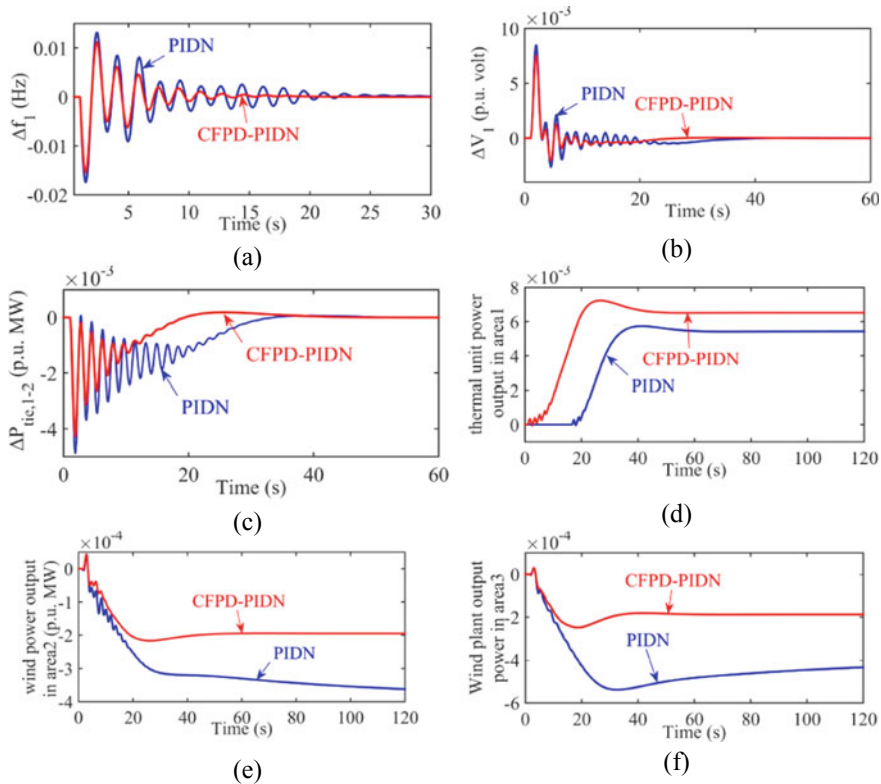 0.01
0
-0.01
-0.02
Δf1 (Hz)
PIDN
CFPD-PIDN
5 10 15 20 25 30
Time (s)
(a)
×10-3
10
5
0
ΔV1 (p.u. volt)
PIDN
CFPD-PIDN
0 20 40 60
Time (s)
(b)
×10-3
0
-2
-4
ΔPtie,1-2 (p.u. MW)
CFPD-PIDN
PIDN
0 20 40 60
Time (s)
(c)
×10-3
8
6
4
2
0
thermal unit power
output in area1
CFPD-PIDN
PIDN
0 20 40 60 80 100 120
Time (s)
(d)
×10-4
0
-1
-2
-3
-4
wind power output
in area2 (p.u. MW)
CFPD-PIDN
PIDN
0 20 40 60 80 100 120
Time (s)
(e)
×10-4
0
-2
-4
-6
Wind plant output
power in area3
CFPD-PIDN
PIDN
0 20 40 60 80 100 120
Time (s)
(f)